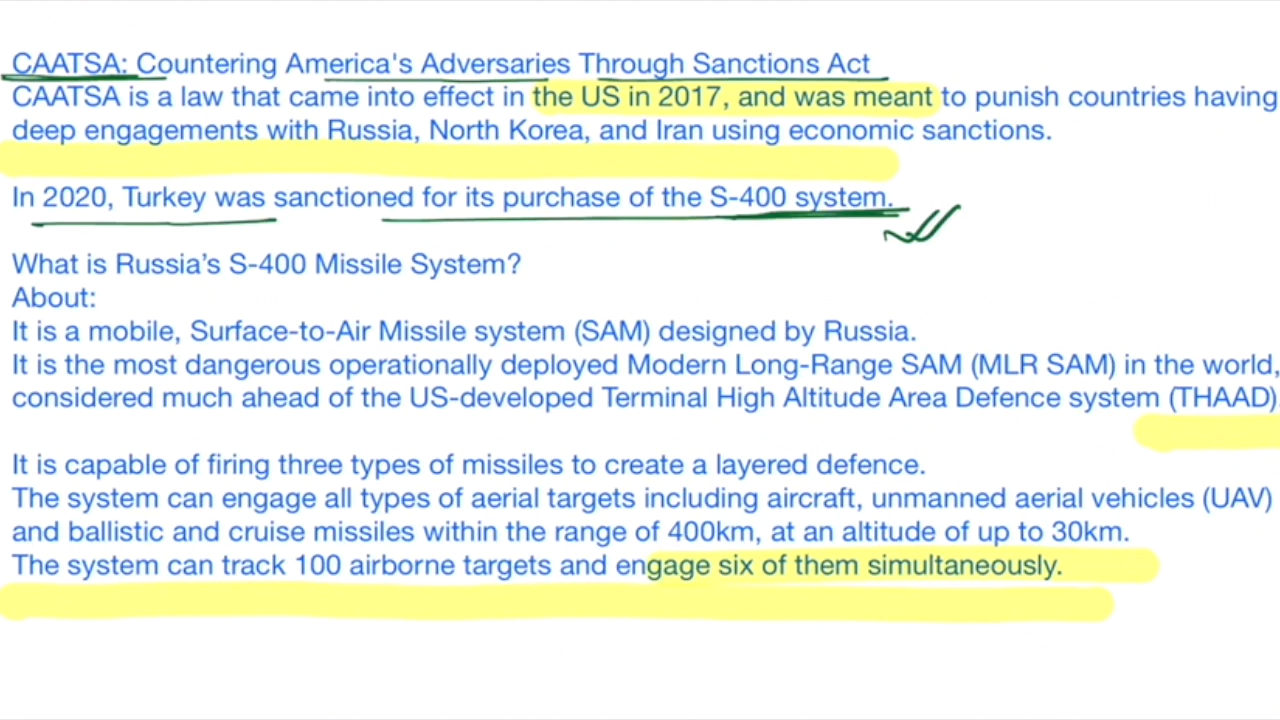 CAATSA: Countering America's Adversaries Through Sanctions Act
CAATSA is a law that came into effect in the US in 2017, and was meant to punish countries having
deep engagements with Russia, North Korea, and Iran using economic sanctions.
In 2020, Turkey was sanctioned for its purchase of the S-400 system.
What is Russia’s S-400 Missile System?
About:
It is a mobile, Surface-to-Air Missile system (SAM) designed by Russia.
It is the most dangerous operationally deployed Modern Long-Range SAM (MLR SAM) in the world,
considered much ahead of the US-developed Terminal High Altitude Area Defence system (THAAD).
It is capable of firing three types of missiles to create a layered defence.
The system can engage all types of aerial targets including aircraft, unmanned aerial vehicles (UAV)
and ballistic and cruise missiles within the range of 400km, at an altitude of up to 30km.
The system can track 100 airborne targets and engage six of them simultaneously.